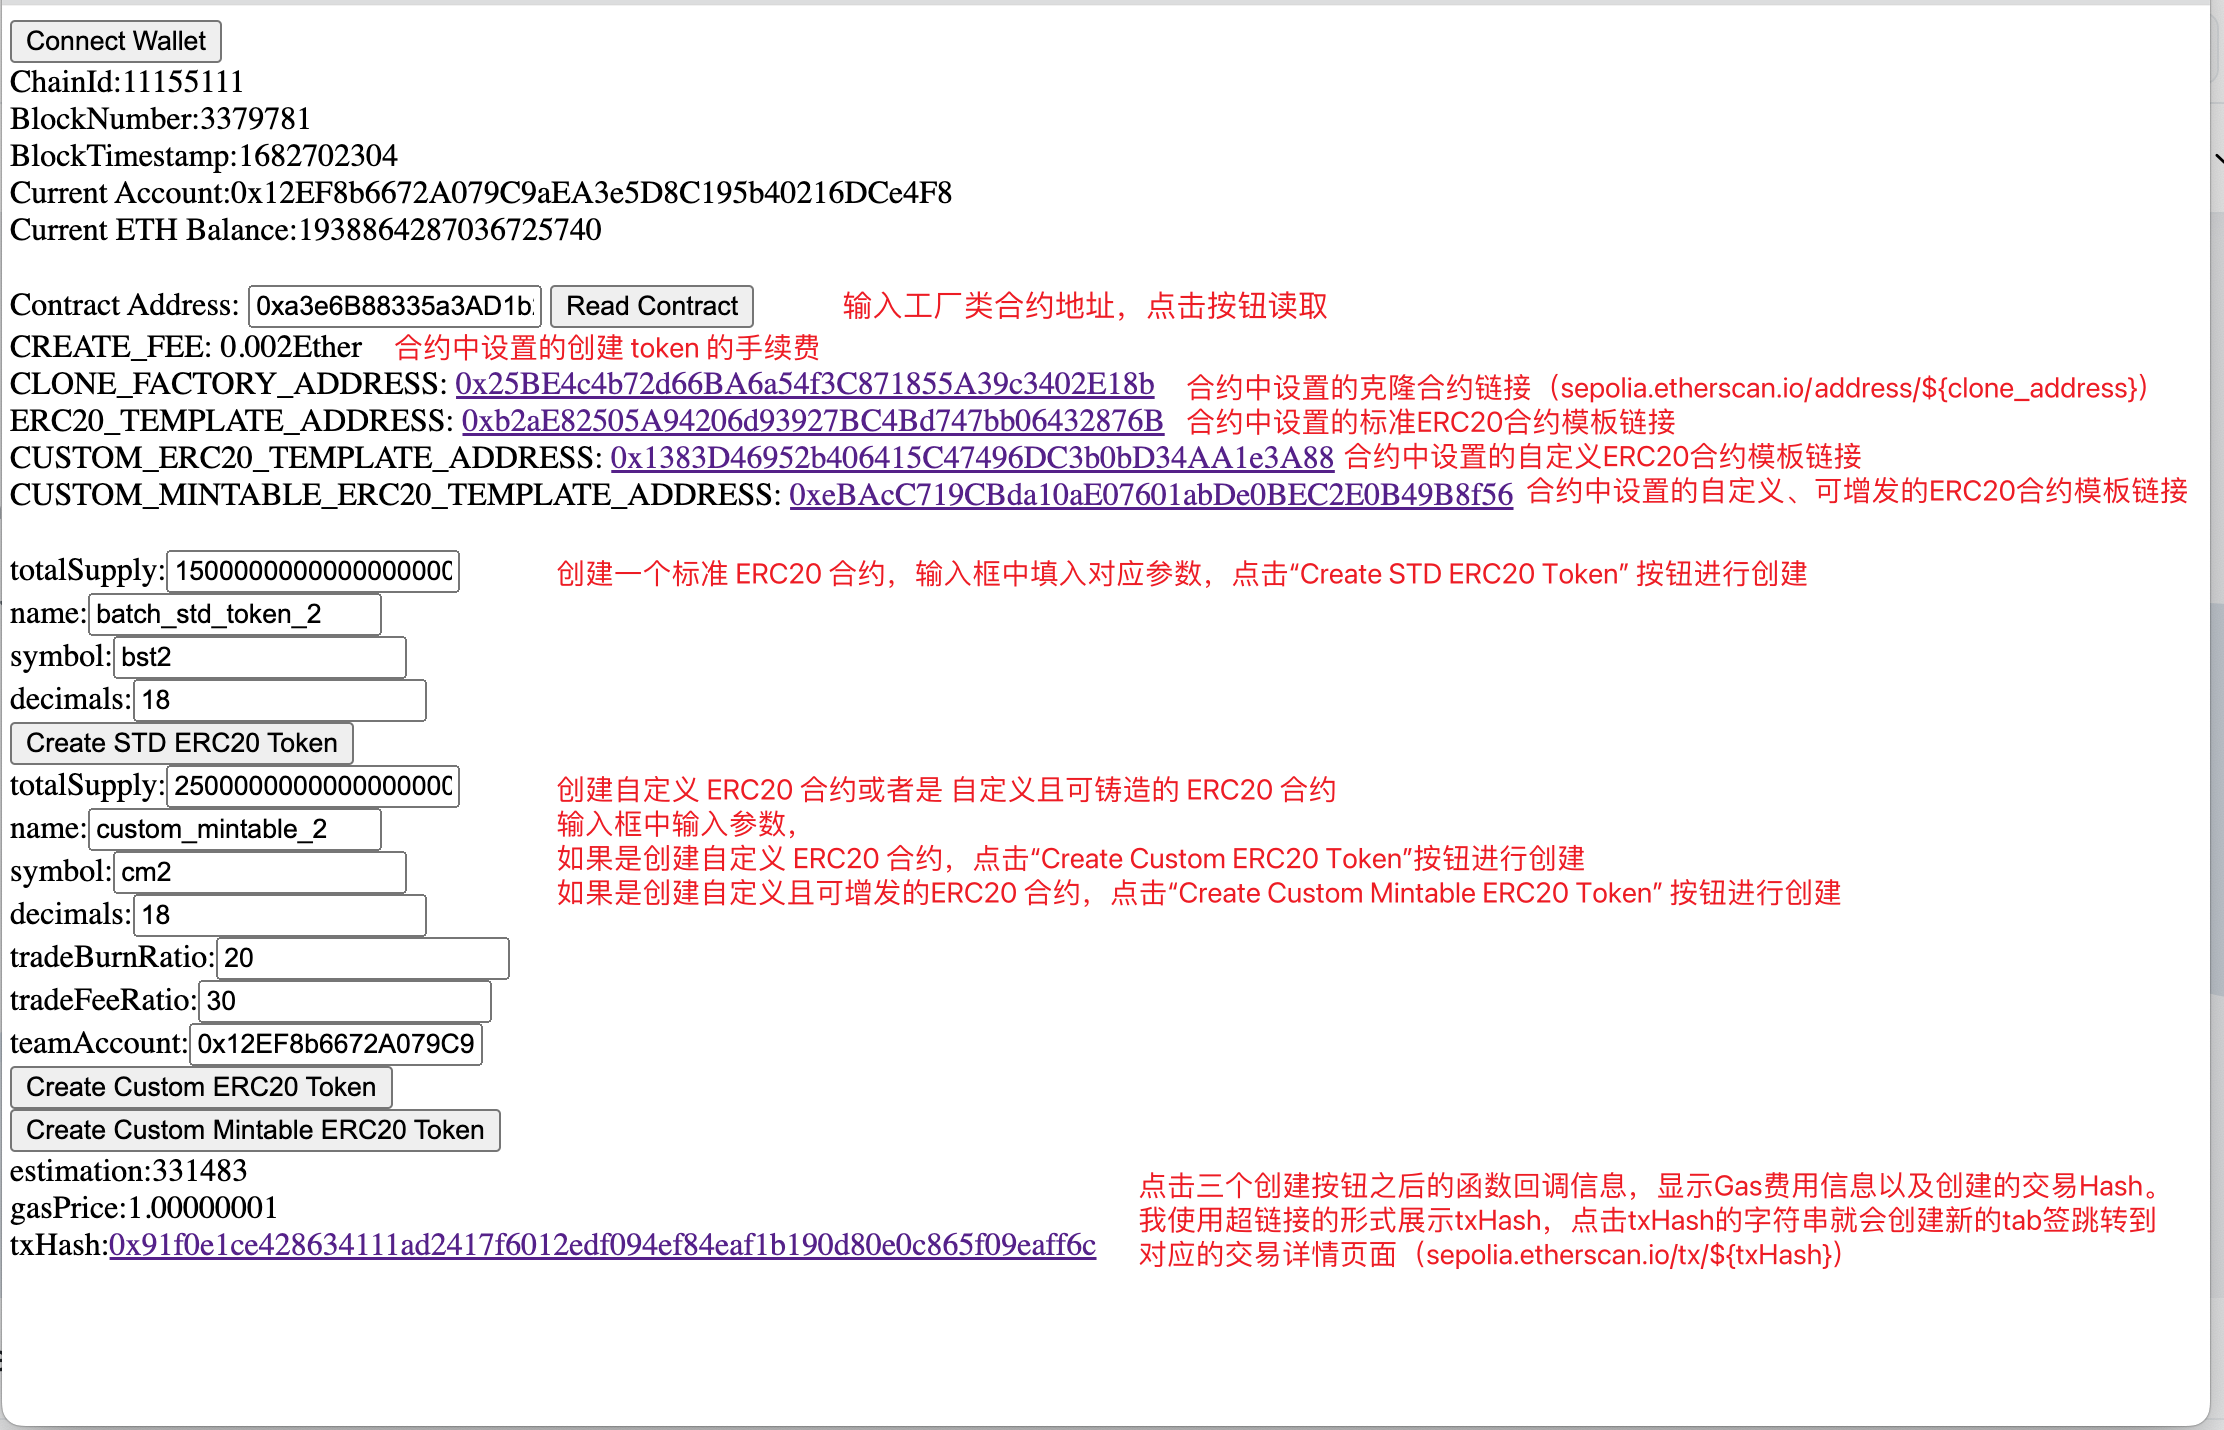 Connect Wallet
ChainId:11155111
BlockNumber:3379781
BlockTimestamp:1682702304
Current Account:0x12EF8b6672A079C9aEA3e5D8C195b40216DCe4F8
Current ETH Balance:1938864287036725740
Contract Address: 0xa3e6B88335a3AD1b Read Contract 输入工厂类合约地址，点击按钮读取
CREATE_FEE: 0.002Ether 合约中设置的创建 token 的手续费
CLONE_FACTORY_ADDRESS: 0x25BE4c4b72d66BA6a54f3C871855A39c3402E18b 合约中设置的克隆合约链接（sepolia.etherscan.io/address/${clone_address}）
ERC20_TEMPLATE_ADDRESS: 0xb2aE82505A94206d93927BC4Bd747bb06432876B 合约中设置的标准ERC20合约模板链接
CUSTOM_ERC20_TEMPLATE_ADDRESS: 0x1383D46952b406415C47496DC3b0bD34AA1e3A88 合约中设置的自定义ERC20合约模板链接
CUSTOM_MINTABLE_ERC20_TEMPLATE_ADDRESS: 0xeBAcC719CBda10aE07601abDe0BEC2E0B49B8f56 合约中设置的自定义、可增发的ERC20合约模板链接
totalSupply: 1500000000000000000 创建一个标准 ERC20 合约，输入框中填入对应参数，点击“Create STD ERC20 Token” 按钮进行创建
name: batch_std_token_2
symbol: bst2
decimals: 18
Create STD ERC20 Token
totalSupply: 2500000000000000000 创建自定义 ERC20 合约或者是 自定义且可铸造的 ERC20 合约
name: custom_mintable_2 输入框中输入参数，
symbol: cm2 如果是创建自定义 ERC20 合约，点击“Create Custom ERC20 Token”按钮进行创建
decimals: 18 如果是创建自定义且可增发的ERC20 合约，点击“Create Custom Mintable ERC20 Token” 按钮进行创建
tradeBurnRatio: 20
tradeFeeRatio: 30
teamAccount: 0x12EF8b6672A079C9
Create Custom ERC20 Token
Create Custom Mintable ERC20 Token
estimation:331483 点击三个创建按钮之后的函数回调信息，显示Gas费用信息以及创建的交易Hash。
gasPrice:1.00000001 我使用超链接的形式展示txHash，点击txHash的字符串就会创建新的tab签跳转到
txHash:0x91f0e1ce428634111ad2417f6012edf094ef84eaf1b190d80e0c865f09eaff6c 对应的交易详情页面（sepolia.etherscan.io/tx/${txHash}）